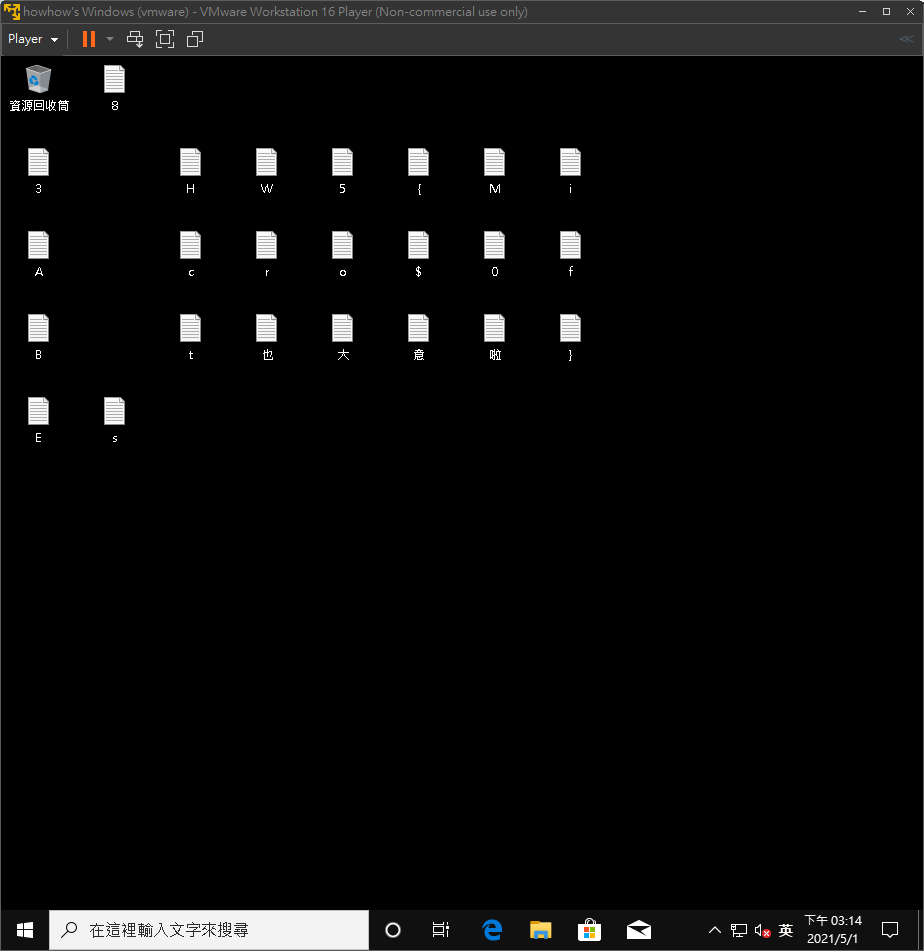 howhow's Windows (vmware) - VMware Workstation 16 Player (Non-commercial use only)
Player
資源回收筒 8
3 H W 5 { M i
A c r o $ 0 f
B t 也 大 意 啦 }
E s
在這裡輸入文字來搜尋
英
下午 03:14
2021/5/1